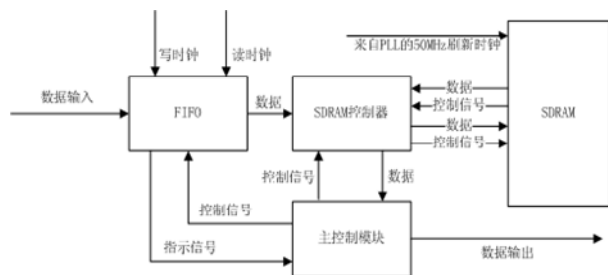 来自PLL的50MHz刷新时钟
写时钟
读时钟
数据输入
FIFO
数据
SDRAM控制器
数据
控制信号
数据
控制信号
SDRAM
控制信号
数据
控制信号
主控制模块
指示信号
数据输出